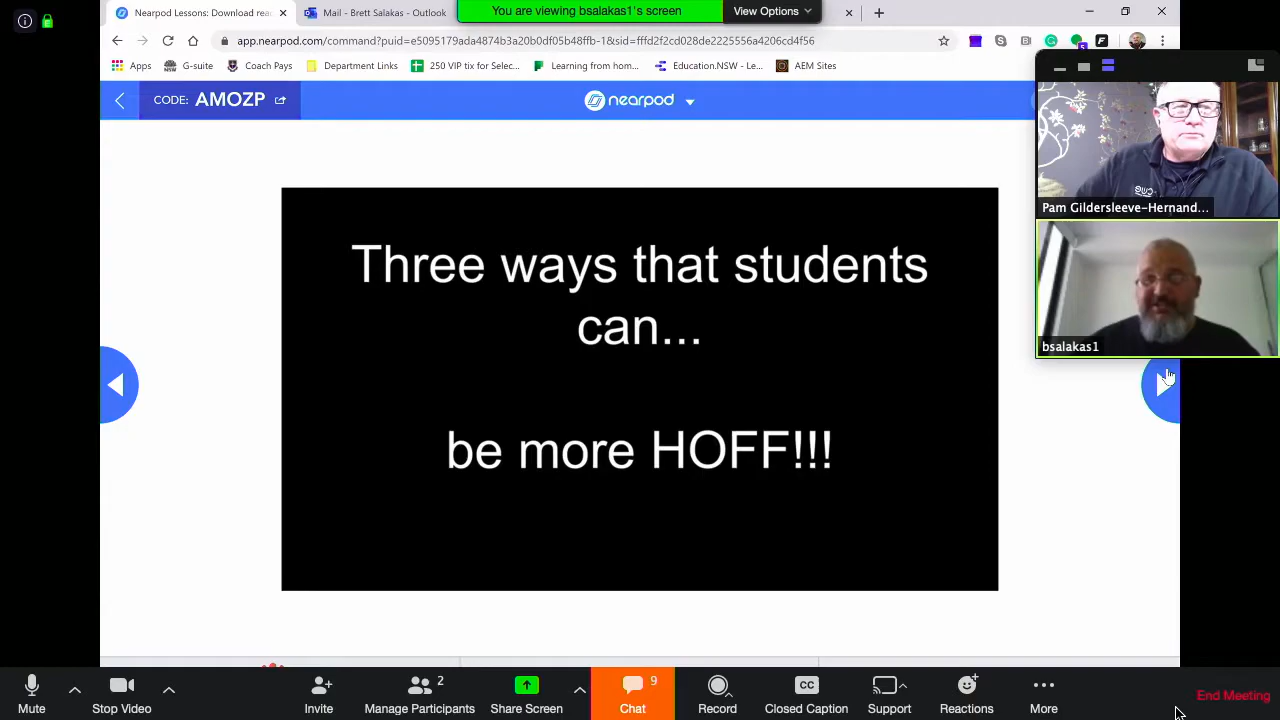 Nearpod Lessons: Download rea
Mail - Brett Salakas - Outlook
You are viewing bsalakas1's screen
View Options
app.nearpod.com/command?puid=e5095179ada4874b3a20b0df05b48ffb-1&sid=fffd2f2cd028de2225556a4206cd4f56
Apps
G-suite
Coach Pays
Department Links
250 VIP tix for Selec...
Learning from hom...
Education.NSW - Le...
AEM Sites
CODE: AMOZP
nearpod
Pam Gildersleeve-Hernand...
bsalakas1
Three ways that students
can...
be more HOFF!!!
Mute
Stop Video
Invite
2
Manage Participants
Share Screen
9
Chat
Record
CC
Closed Caption
Support
Reactions
More
End Meeting